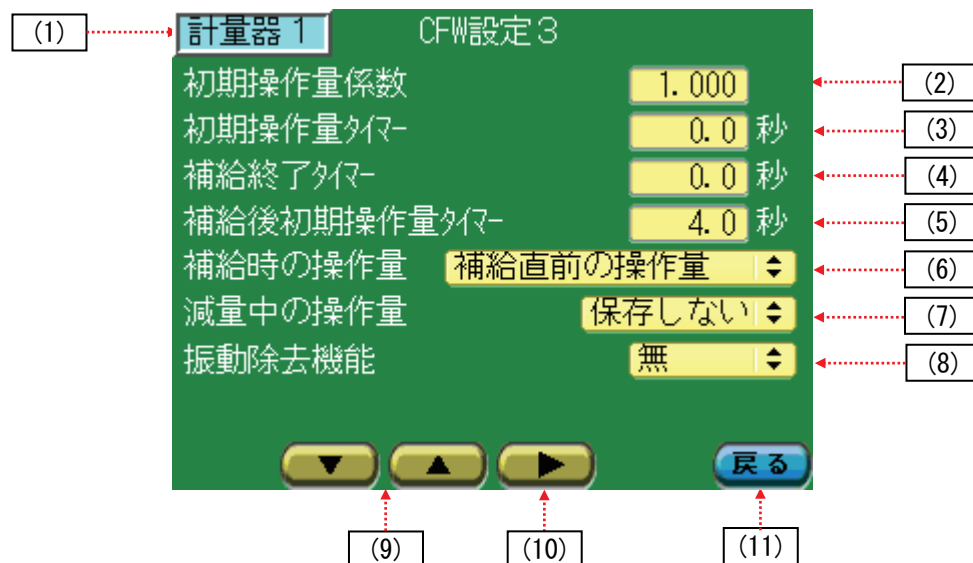 (1) 計量器1 CFW設定3
初期操作量係数 1.000 (2)
初期操作量ﾀｲﾏｰ 0.0 秒 (3)
補給終了ﾀｲﾏｰ 0.0 秒 (4)
補給後初期操作量ﾀｲﾏｰ 4.0 秒 (5)
補給時の操作量 補給直前の操作量 (6)
減量中の操作量 保存しない (7)
振動除去機能 無 (8)
▼ ▲ ▶ 戻る
(9) (10) (11)